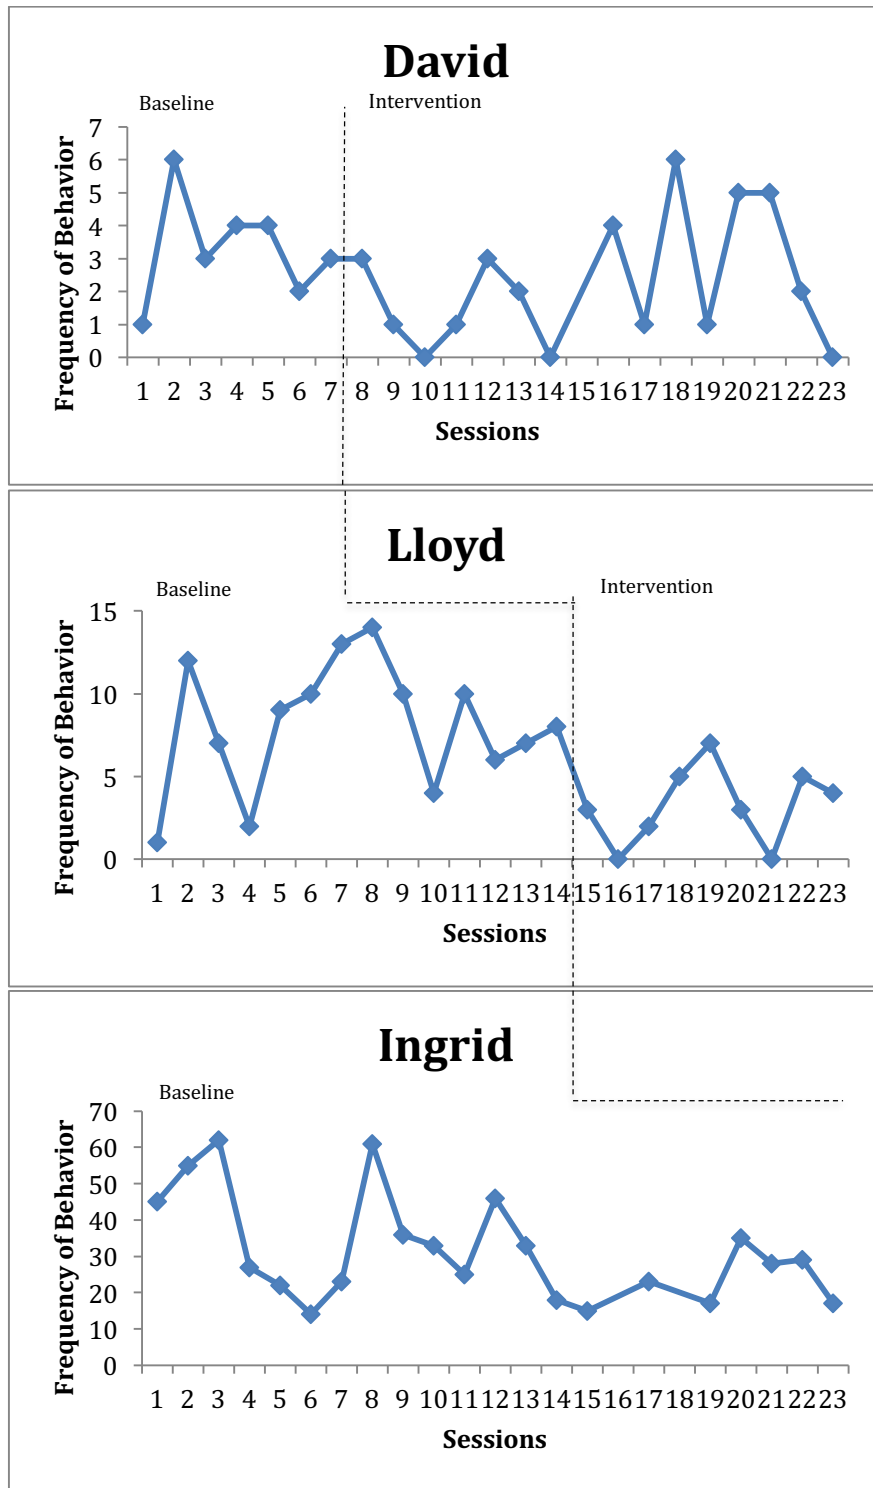 David
Baseline Intervention
Frequency of Behavior
7
6
5
4
3
2
1
0
1 2 3 4 5 6 7 8 9 10 11 12 13 14 15 16 17 18 19 20 21 22 23
Sessions
Lloyd
Baseline Intervention
Frequency of Behavior
15
10
5
0
1 2 3 4 5 6 7 8 9 10 11 12 13 14 15 16 17 18 19 20 21 22 23
Sessions
Ingrid
Baseline
Frequency of Behavior
70
60
50
40
30
20
10
0
1 2 3 4 5 6 7 8 9 10 11 12 13 14 15 16 17 18 19 20 21 22 23
Sessions